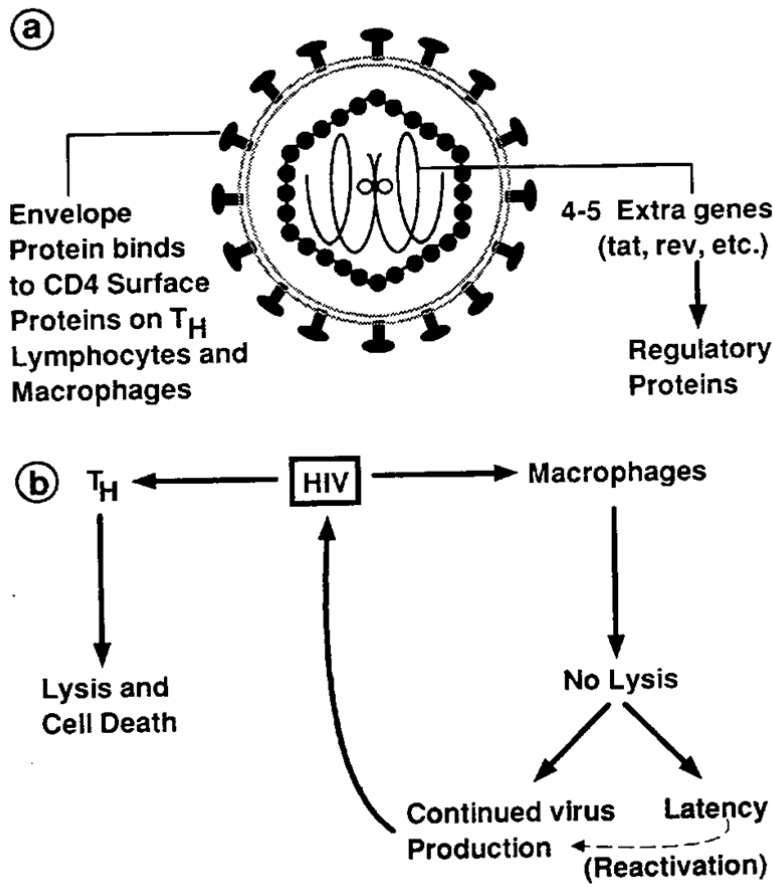 a
Envelope
Protein binds
to CD4 Surface
Proteins on TH
Lymphocytes and
Macrophages
4-5 Extra genes
(tat, rev, etc.)
Regulatory
Proteins
b
TH
HIV
Macrophages
Lysis and
Cell Death
No Lysis
Continued virus
Production
Latency
(Reactivation)